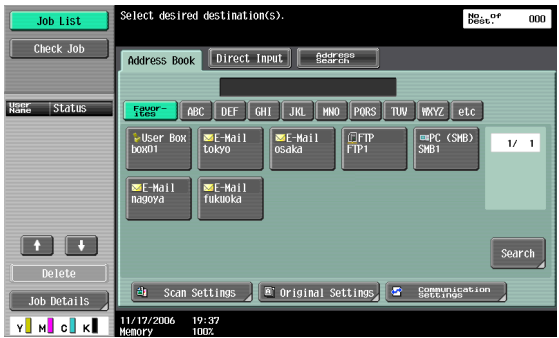 Job List
Check Job
Select desired destination(s).
No. of
Dest.
000
Address Book
Direct Input
Address
Search
User
Name
Status
Favor-
ites
ABC
DEF
GHI
JKL
MNO
PQRS
TUV
WXYZ
etc
User Box
box01
E-Mail
tokyo
E-Mail
osaka
FTP
FTP1
PC (SMB)
SMB1
1/ 1
E-Mail
nagoya
E-Mail
fukuoka
Search
Delete
Job Details
Scan Settings
Original Settings
Communication
Settings
Y M C K
11/17/2006 19:37
Memory 100%